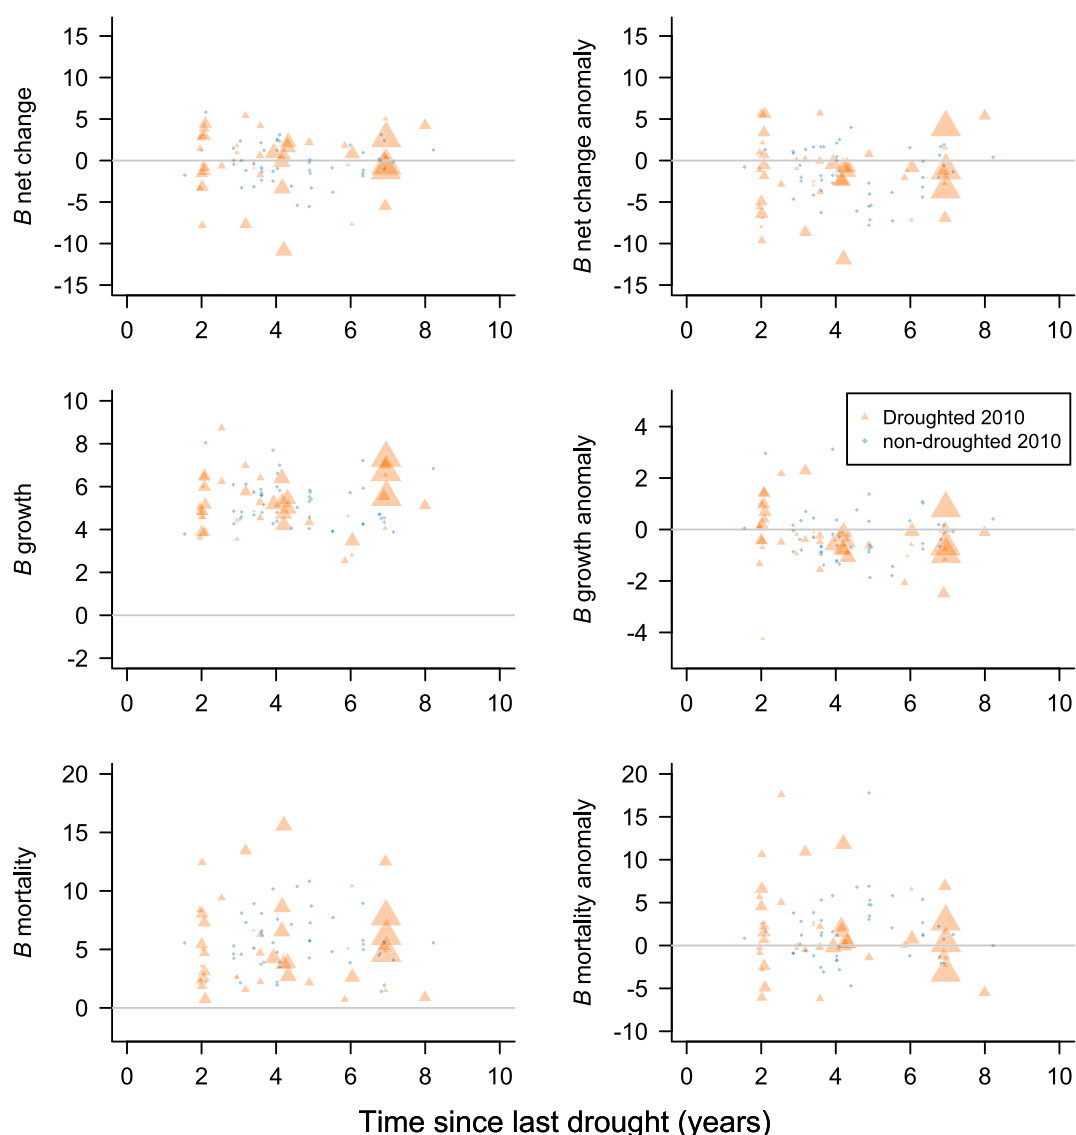 B net change
15
10
5
0
-5
-10
-15
0 2 4 6 8 10
B net change anomaly
15
10
5
0
-5
-10
-15
0 2 4 6 8 10
B growth
10
8
6
4
2
0
-2
0 2 4 6 8 10
B growth anomaly
4
2
0
-2
-4
0 2 4 6 8 10
Droughted 2010
non-droughted 2010
B mortality
20
15
10
5
0
0 2 4 6 8 10
B mortality anomaly
20
15
10
5
0
-5
-10
0 2 4 6 8 10
Time since last drought (years)